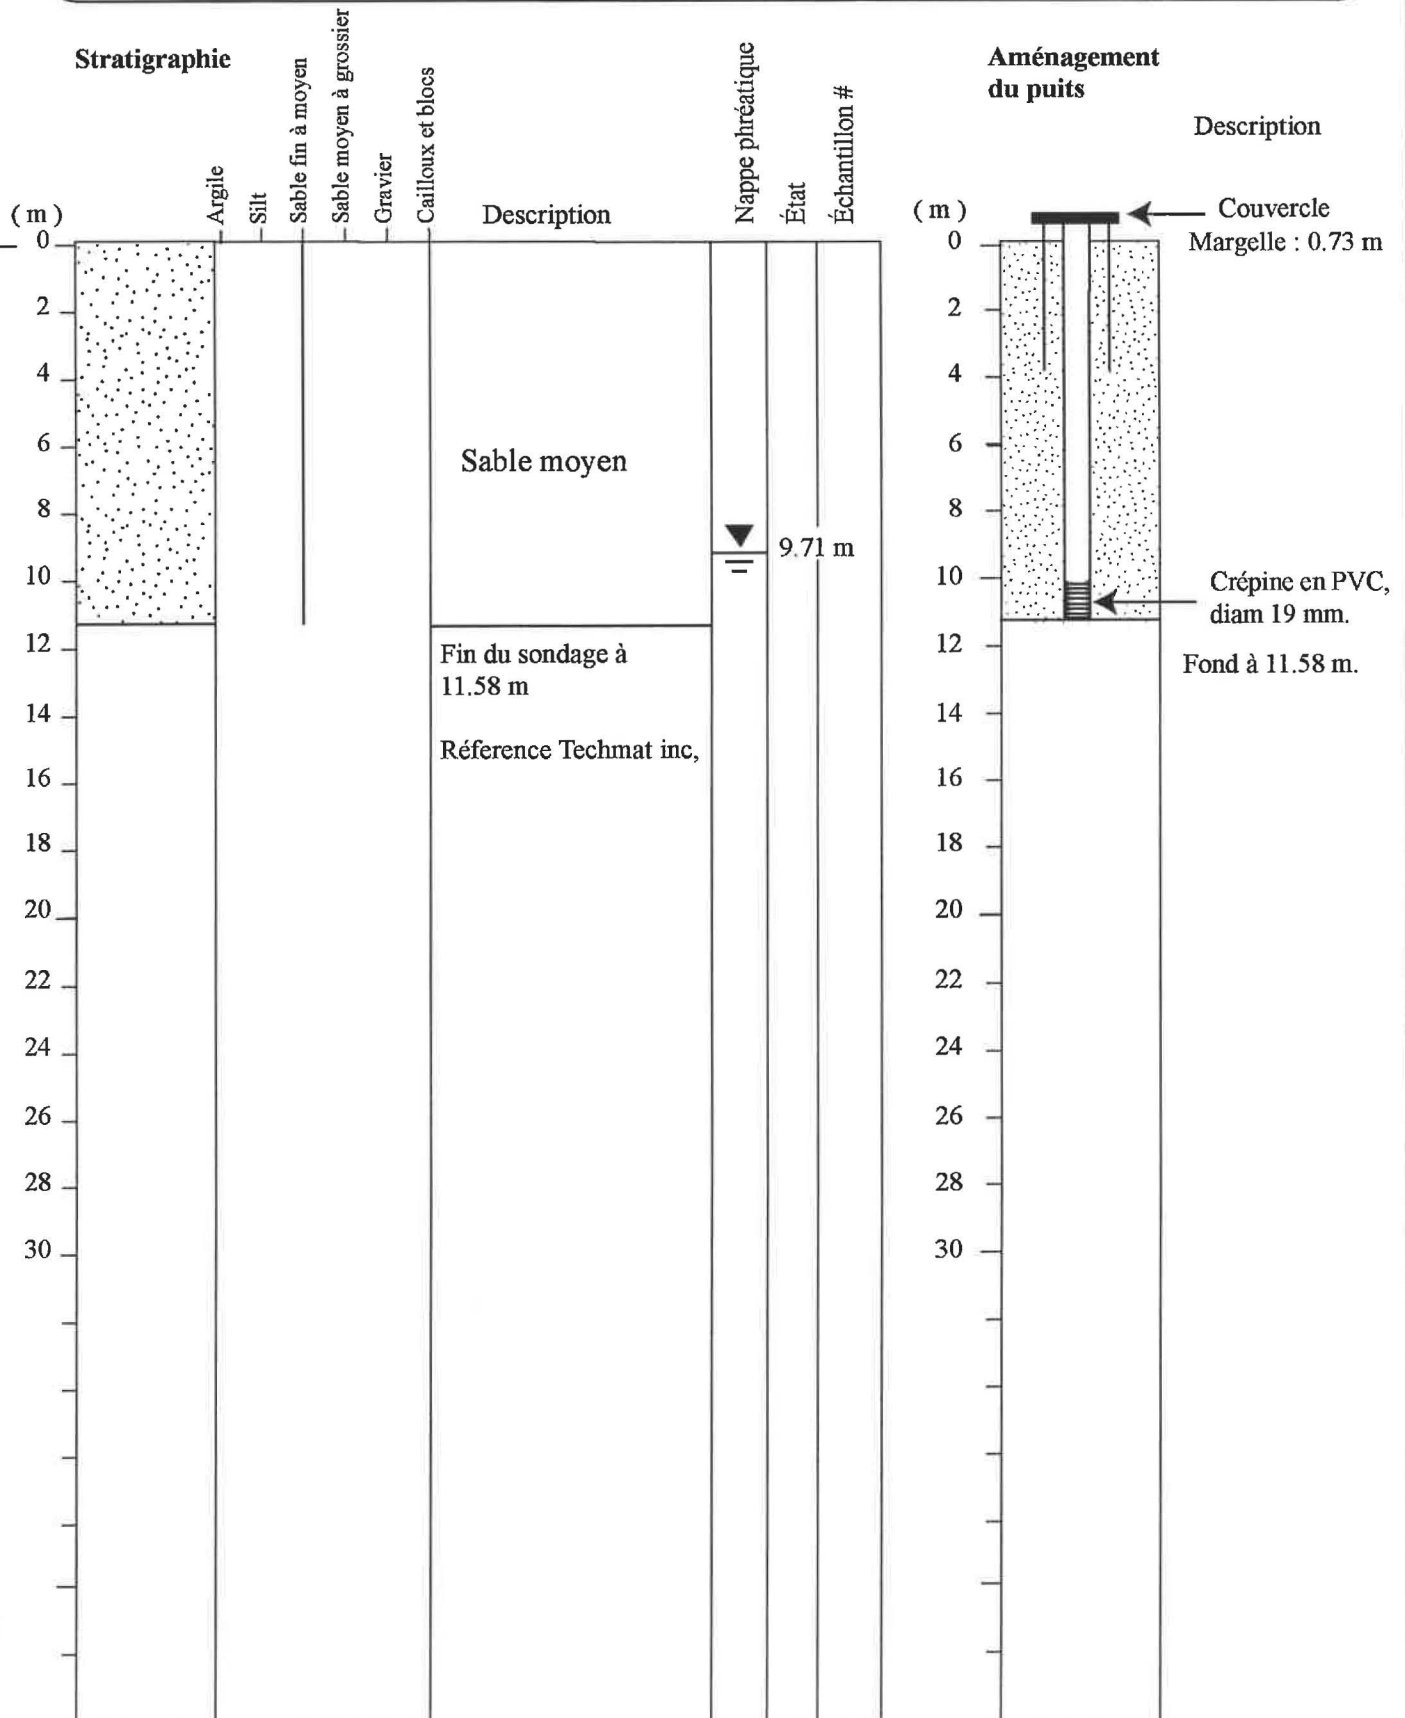 Stratigraphie
Argile
Silt
Sable fin à moyen
Sable moyen à grossier
Gravier
Cailloux et blocs
Description
Nappe phréatique
État
Échantillon #
( m )
0
2
4
6
8
10
12
14
16
18
20
22
24
26
28
30
Sable moyen
9.71 m
Fin du sondage à
11.58 m
Réference Techmat inc,
Aménagement
du puits
Description
( m )
0
2
4
6
8
10
12
14
16
18
20
22
24
26
28
30
Couvercle
Margelle : 0.73 m
Crépine en PVC,
diam 19 mm.
Fond à 11.58 m.